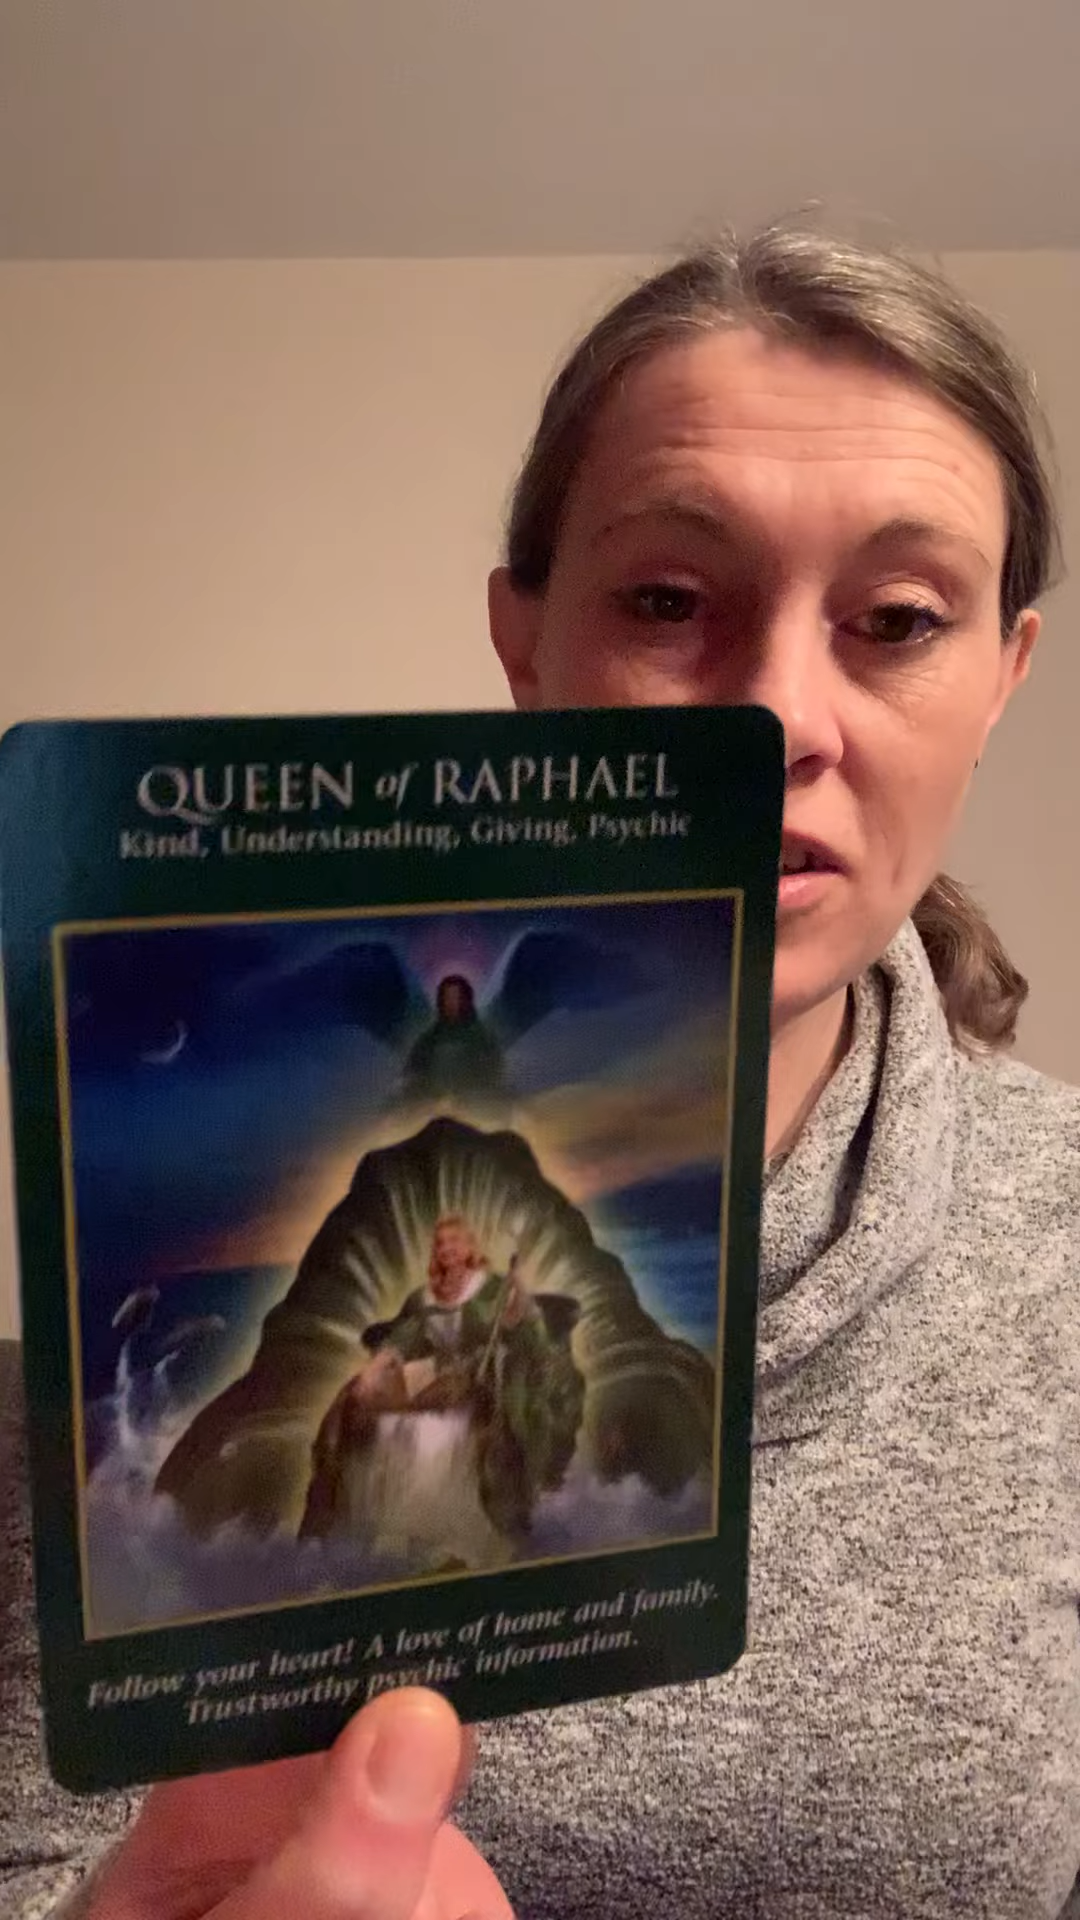 QUEEN of RAPHAEL
Kind, Understanding, Giving, Psychic
Follow your heart! A love of home and family.
Trustworthy psychic information.